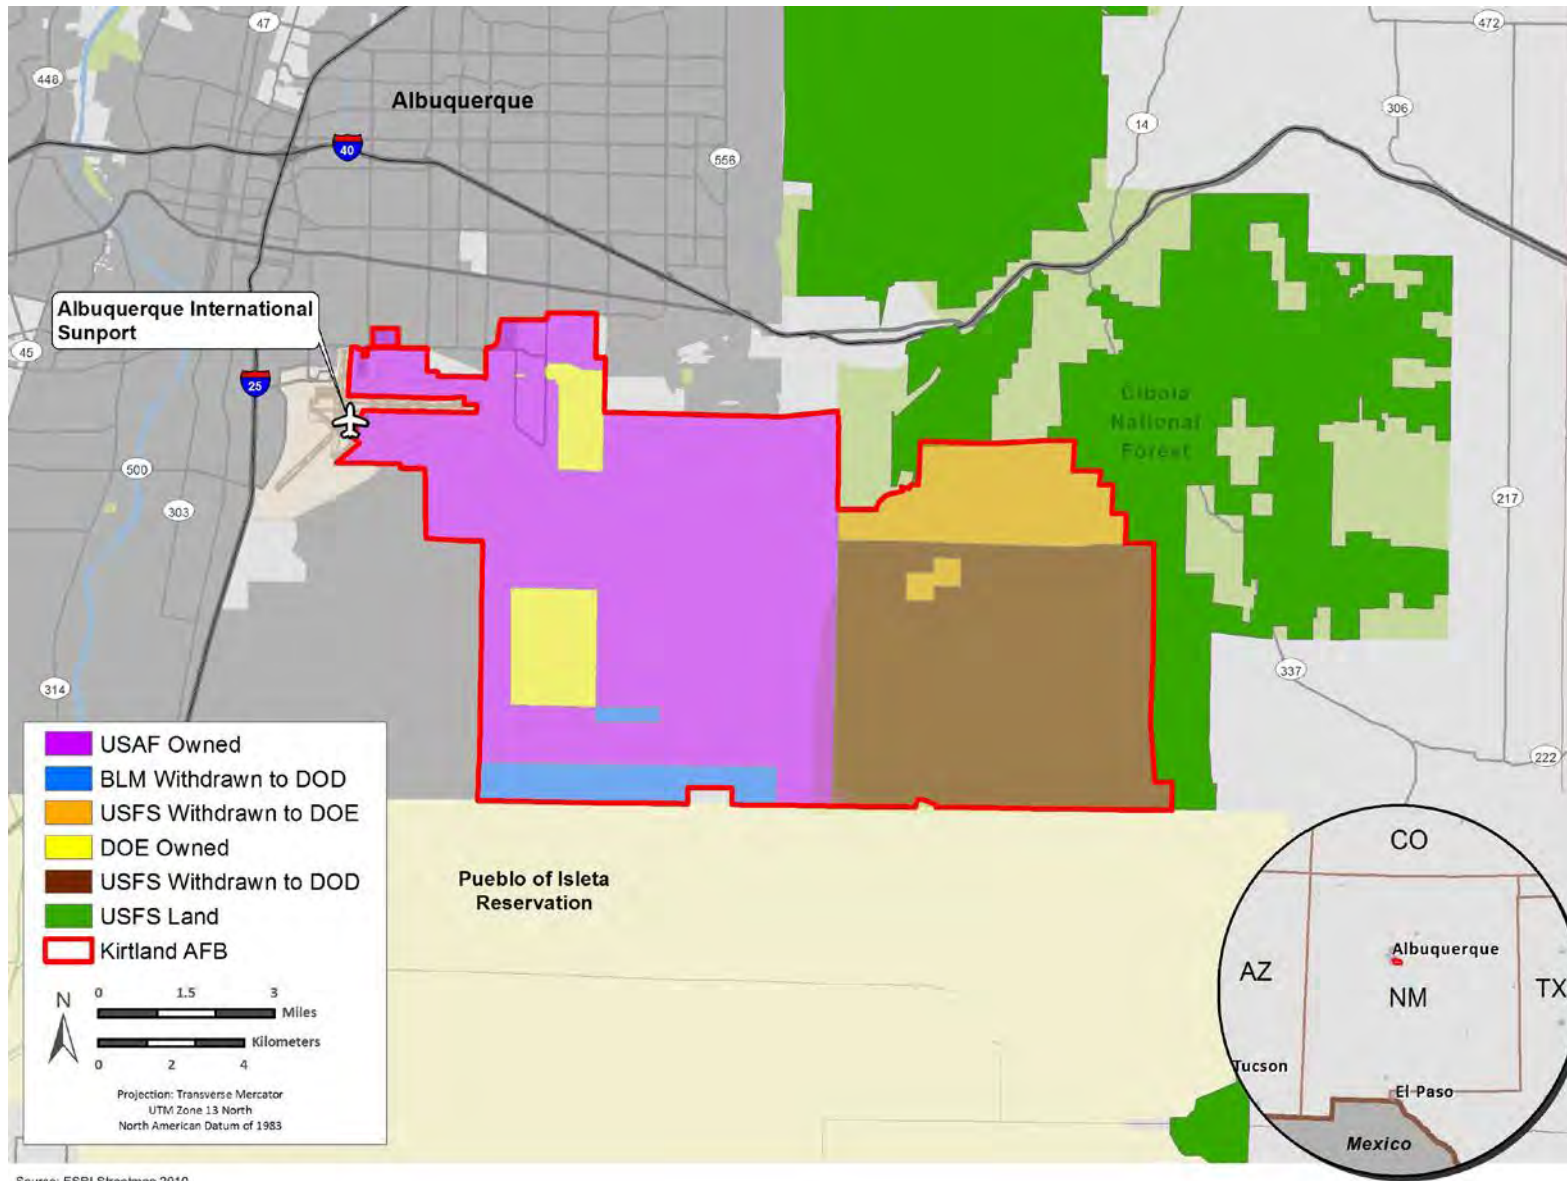 47
472
448
Albuquerque
306
14
40
556
Albuquerque International
Sunport
45
25
Cibola
National
Forest
500
217
303
337
314
222
USAF Owned
BLM Withdrawn to DOD
USFS Withdrawn to DOE
DOE Owned
USFS Withdrawn to DOD
USFS Land
Kirtland AFB
Pueblo of Isleta
Reservation
N
0 1.5 3
Miles
Kilometers
0 2 4
Projection: Transverse Mercator
UTM Zone 13 North
North American Datum of 1983
CO
Albuquerque
AZ
NM
TX
Tucson
El Paso
Mexico
Source: ESRI Streetmap 2010